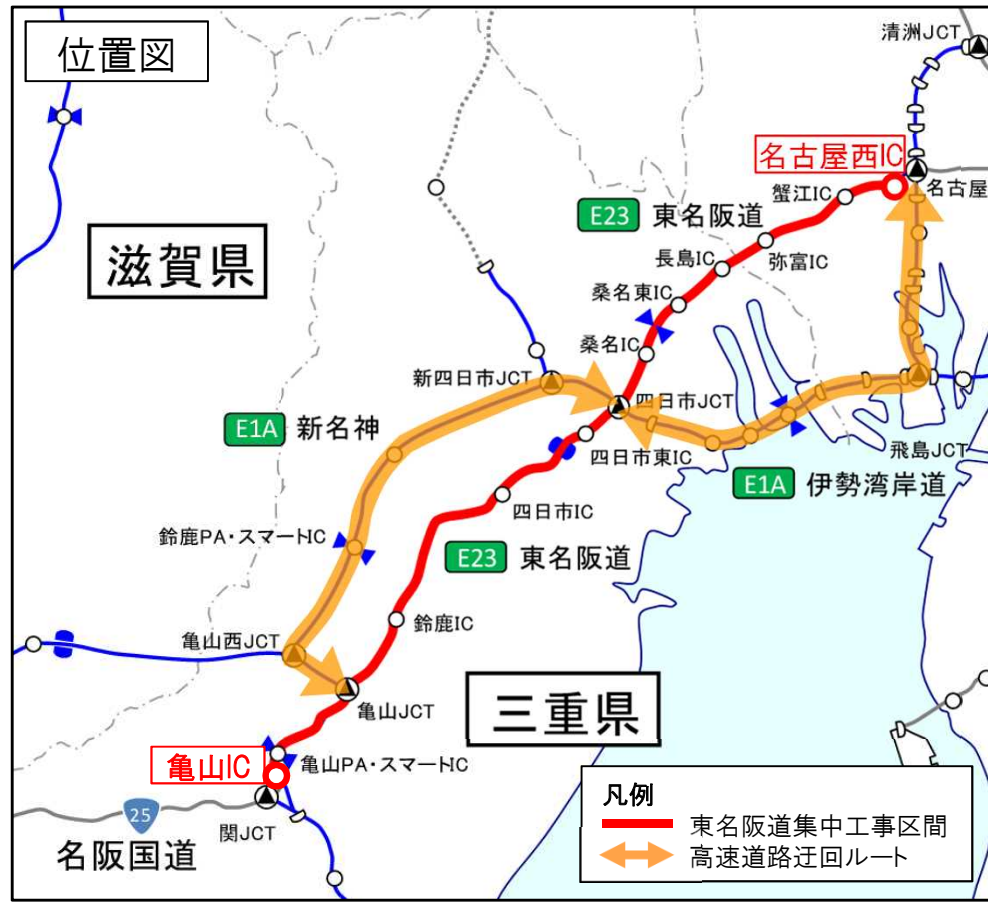 位置図
清洲JCT
名古屋西IC
名古屋
蟹江IC
E23 東名阪道
弥富IC
長島IC
滋賀県
桑名東IC
桑名IC
新四日市JCT
四日市JCT
E1A 新名神
四日市東IC
飛島JCT
E1A 伊勢湾岸道
四日市IC
鈴鹿PA・スマートIC
E23 東名阪道
鈴鹿IC
亀山西JCT
亀山JCT
三重県
亀山IC
亀山PA・スマートIC
25
関JCT
名阪国道
凡例
東名阪道集中工事区間
高速道路迂回ルート